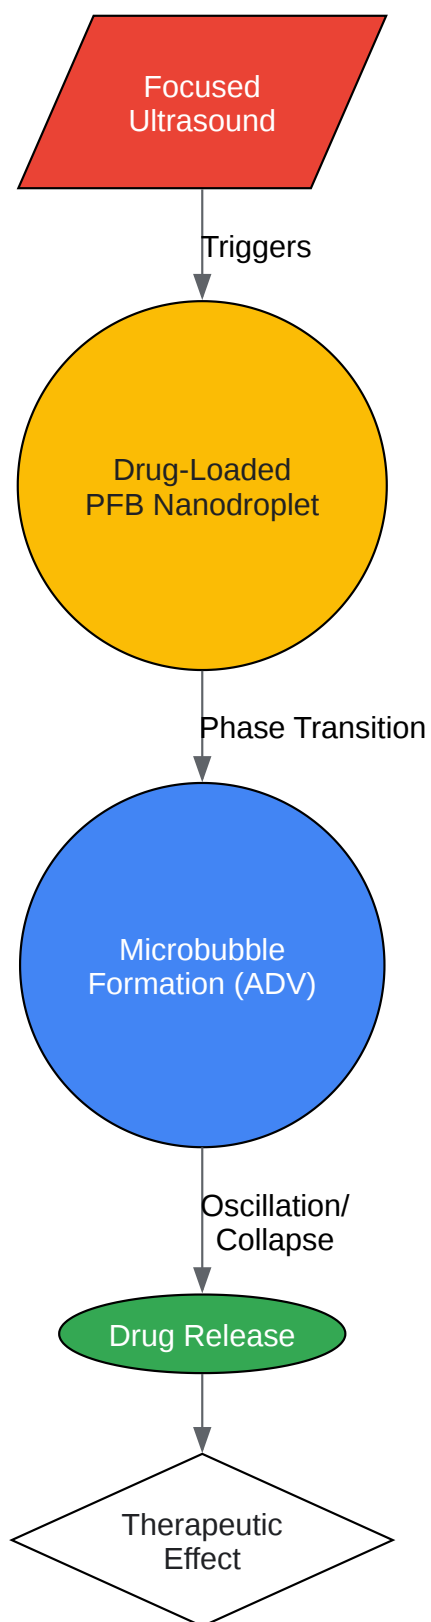 Focused
Ultrasound
Triggers
Drug-Loaded
PFB Nanodroplet
Phase Transition
Microbubble
Formation (ADV)
Oscillation/
Collapse
Drug Release
Therapeutic
Effect